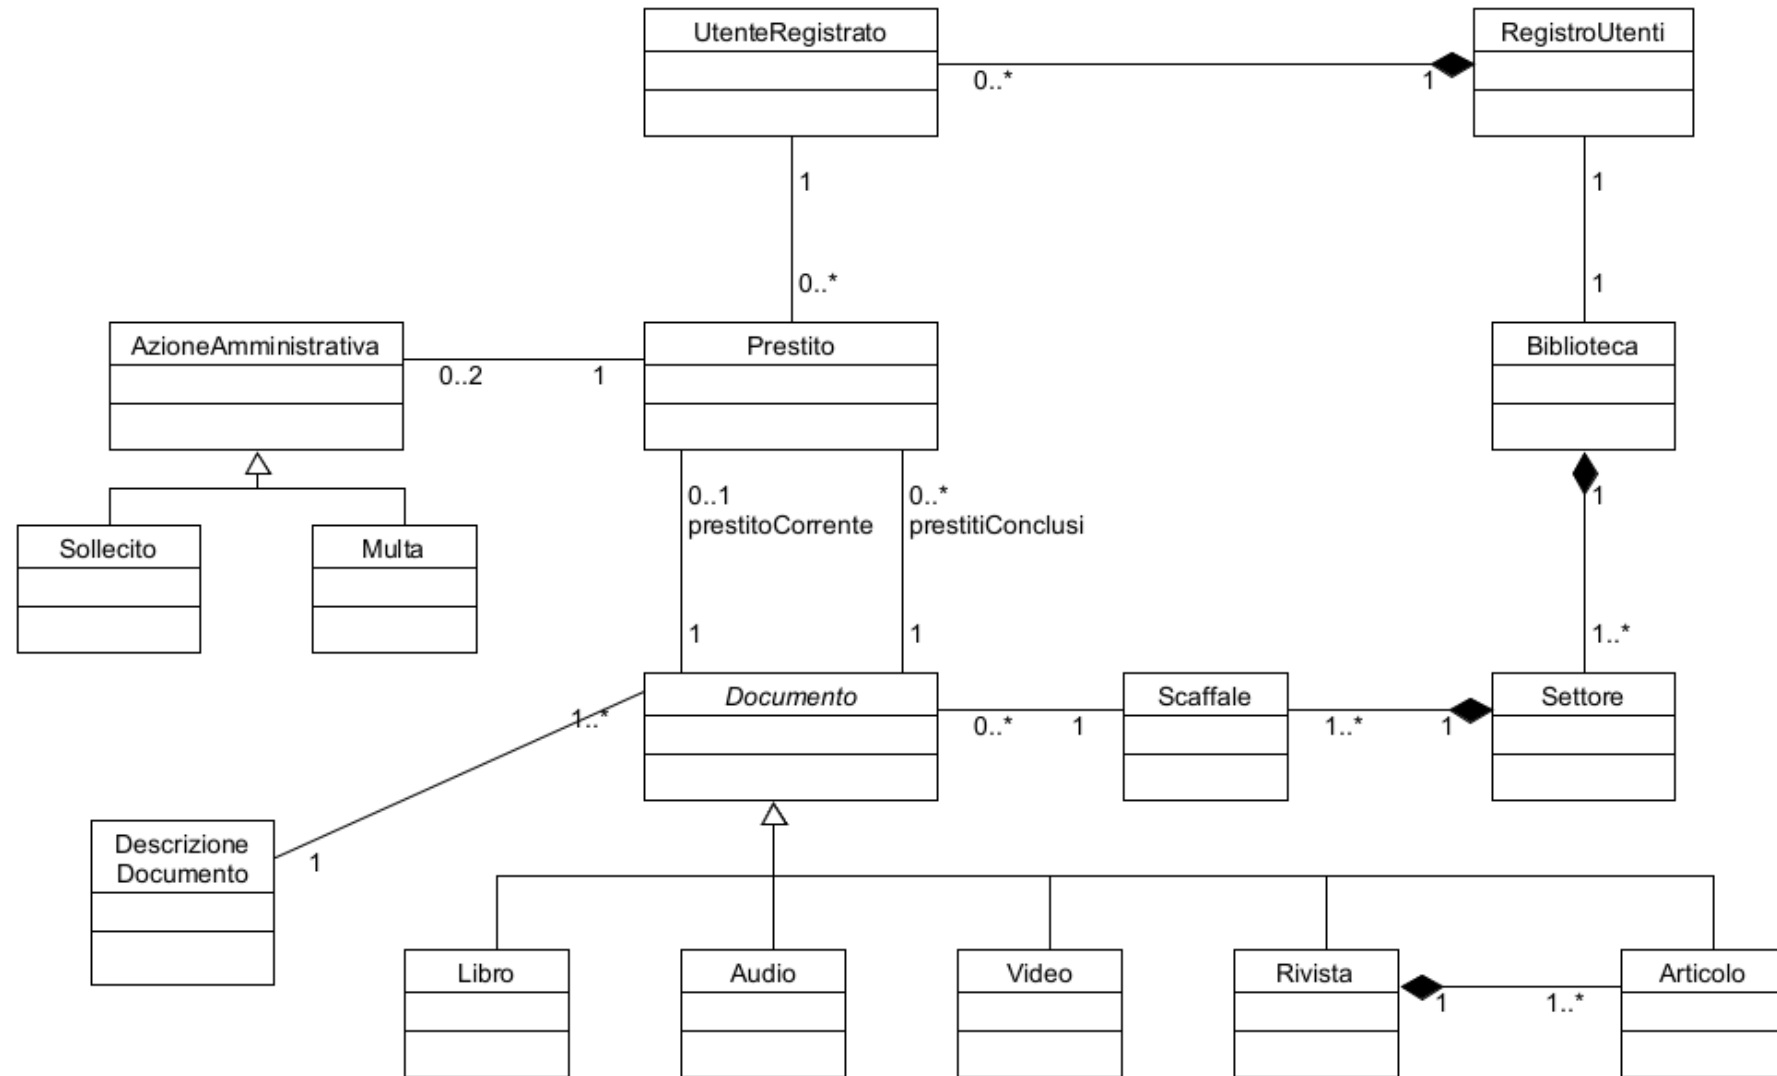 UtenteRegistrato
RegistroUtenti
0..*
1
1
1
0..*
1
AzioneAmministrativa
Prestito
Biblioteca
0..2
1
0..1
0..*
1
prestitoCorrente
prestitiConclusi
Sollecito
Multa
1
1
1..*
Documento
Scaffale
Settore
1..*
0..*
1
1..*
1
Descrizione
Documento
1
Libro
Audio
Video
Rivista
Articolo
1
1..*